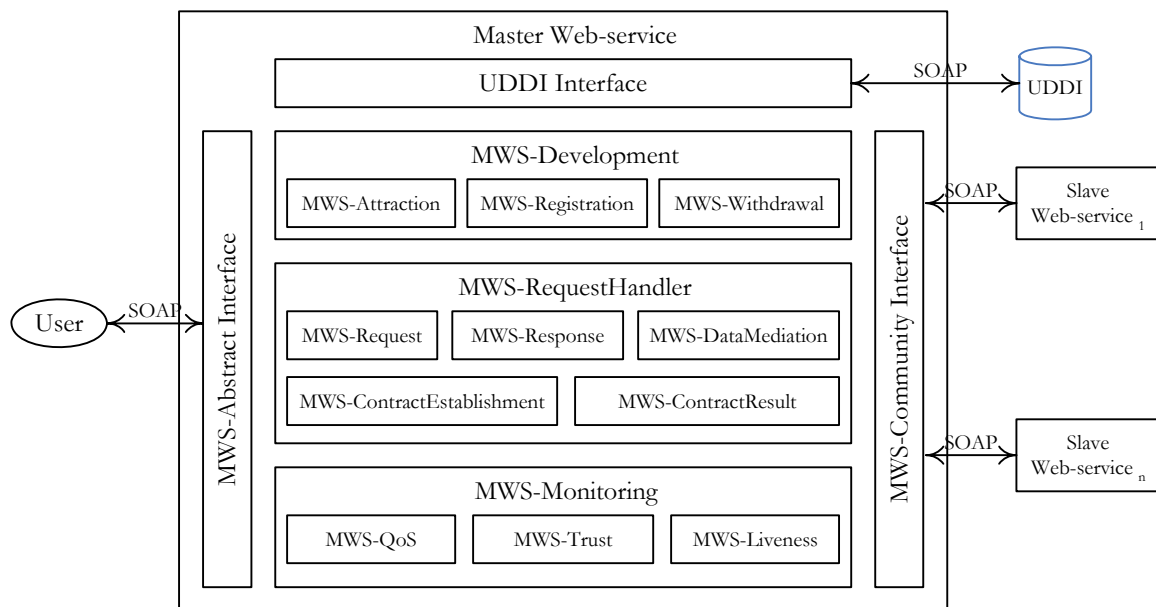 Master Web-service
UDDI Interface
SOAP
UDDI
MWS-Development
MWS-Attraction
MWS-Registration
MWS-Withdrawal
SOAP
Slave
Web-service 1
MWS-Abstract Interface
MWS-Community Interface
User
SOAP
MWS-RequestHandler
MWS-Request
MWS-Response
MWS-DataMediation
MWS-ContractEstablishment
MWS-ContractResult
SOAP
Slave
Web-service n
MWS-Monitoring
MWS-QoS
MWS-Trust
MWS-Liveness